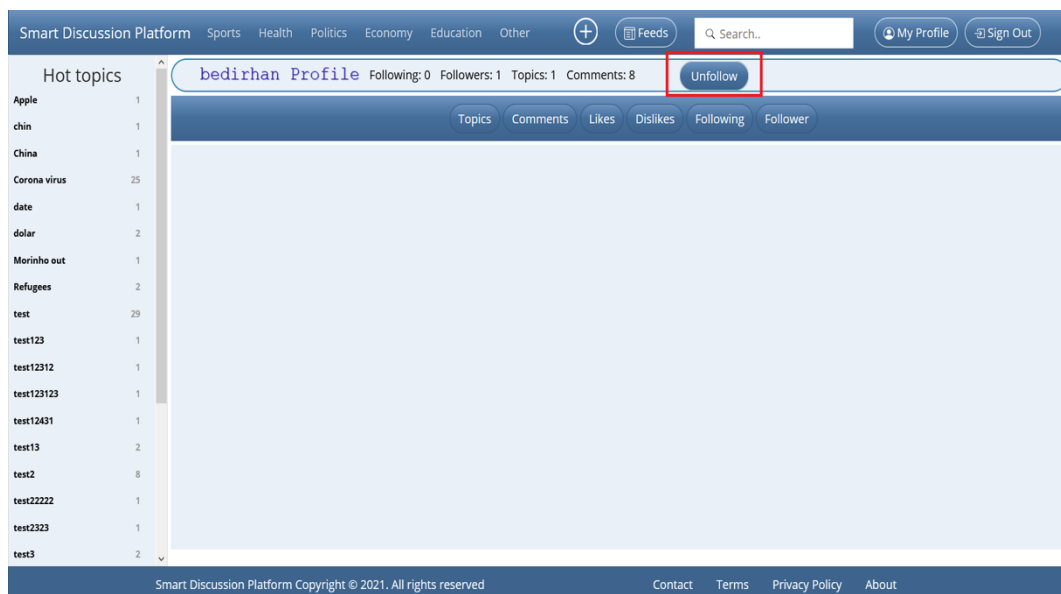 Smart Discussion Platform Sports Health Politics Economy Education Other Feeds Search.. My Profile Sign Out
Hot topics
bedirhan Profile Following: 0 Followers: 1 Topics: 1 Comments: 8 Unfollow
Topics Comments Likes Dislikes Following Follower
Apple 1
chin 1
China 1
Corona virus 25
date 1
dolar 2
Morinho out 1
Refugees 2
test 29
test123 1
test12312 1
test123123 1
test12431 1
test13 2
test2 8
test22222 1
test2323 1
test3 2
Smart Discussion Platform Copyright © 2021. All rights reserved Contact Terms Privacy Policy About